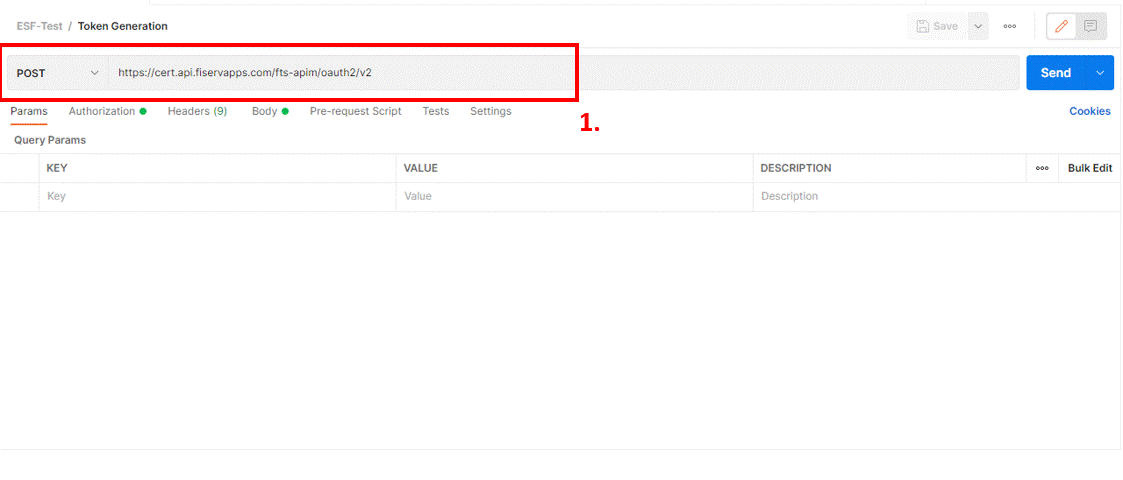 ESF-Test / Token Generation Save ooo
POST https://cert.api.fiservapps.com/fts-apim/oauth2/v2 Send
Params Authorization Headers (9) Body Pre-request Script Tests Settings Cookies
1.
Query Params
KEY VALUE DESCRIPTION ooo Bulk Edit
Key Value Description